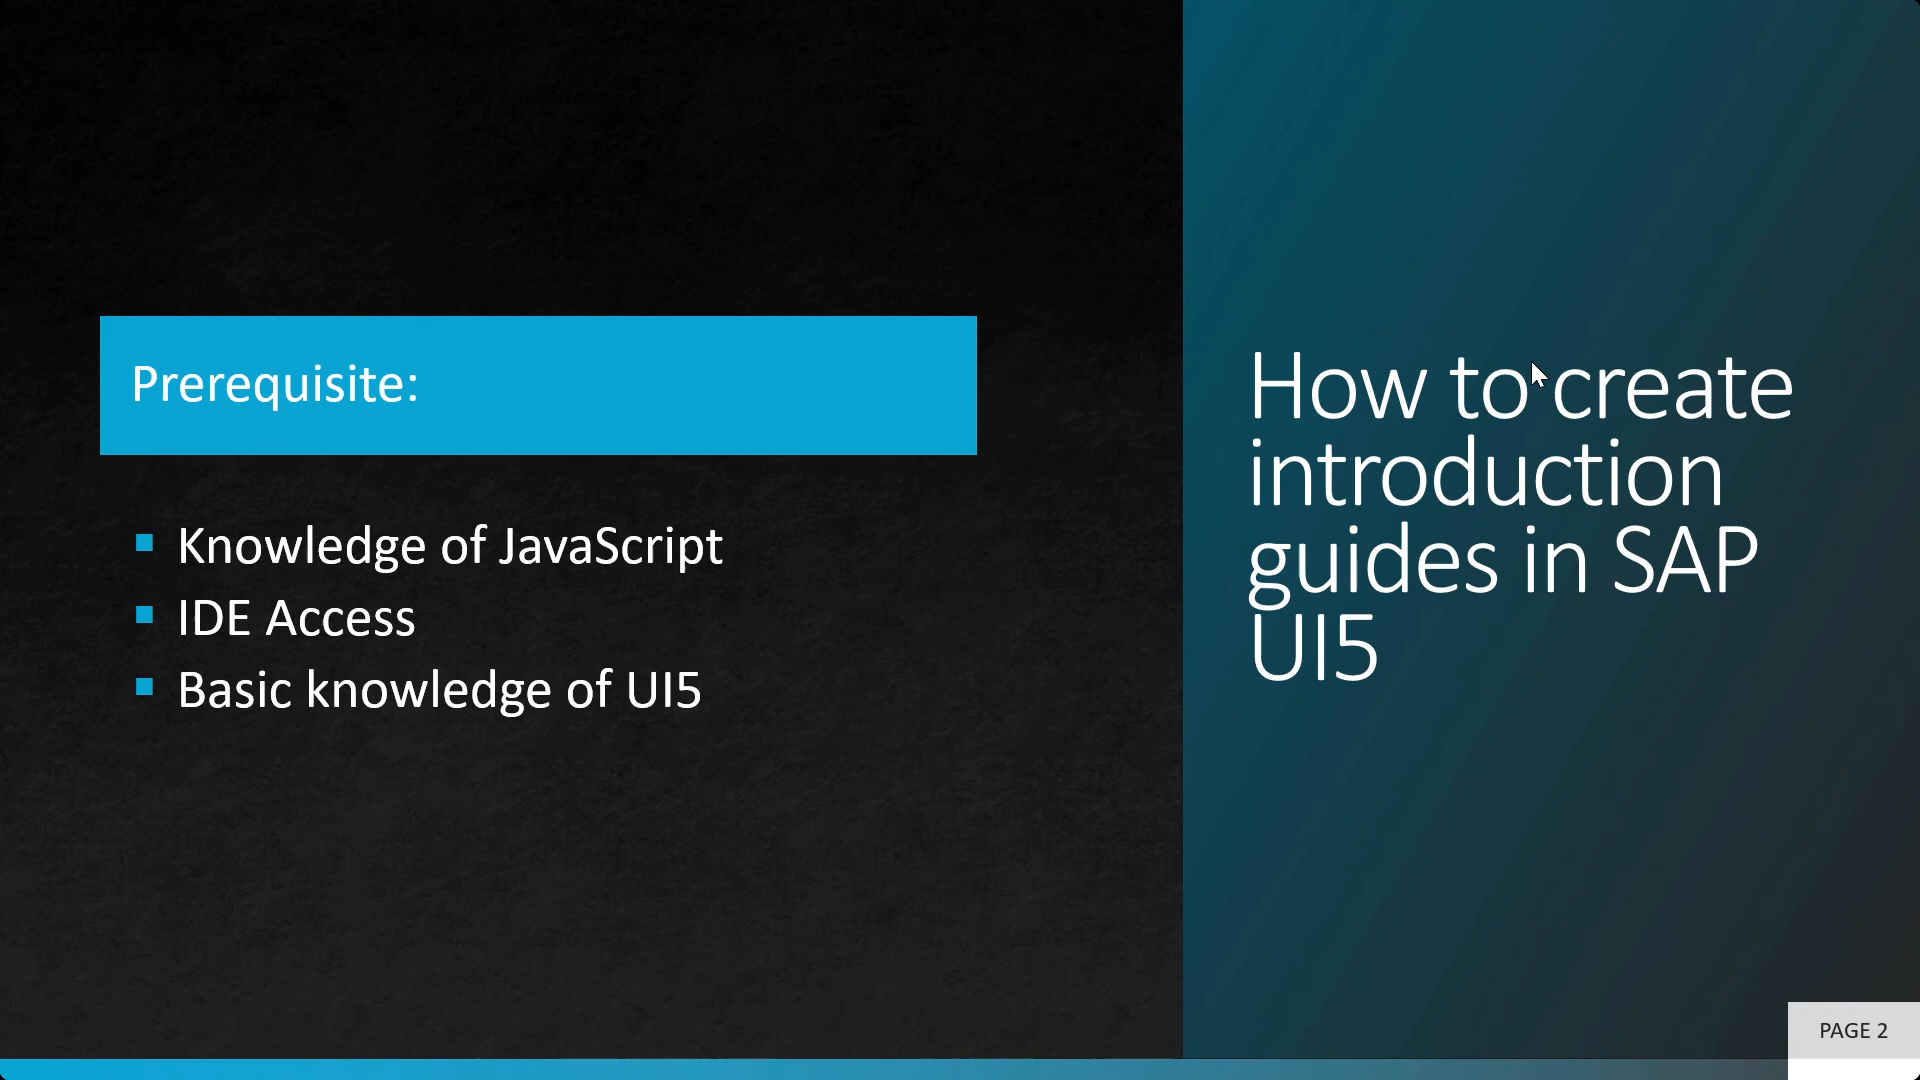 Prerequisite:
Knowledge of JavaScript
IDE Access
Basic knowledge of UI5
How to create
introduction
guides in SAP
UI5
PAGE 2